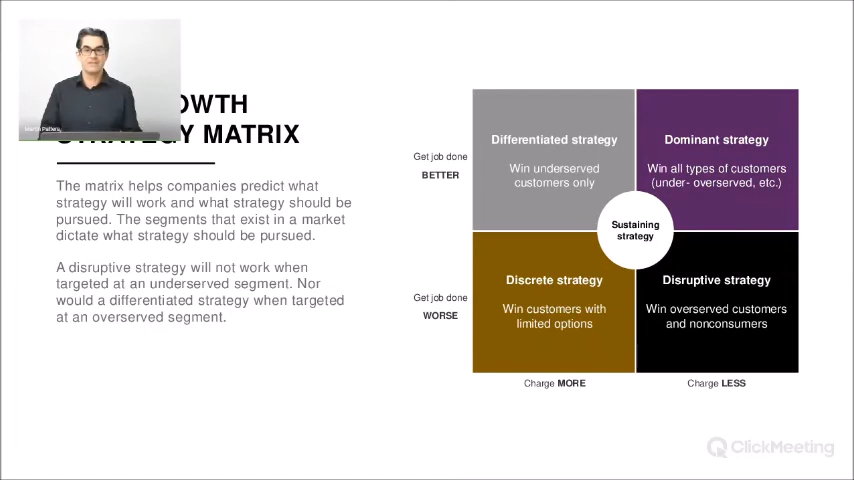 OWTH
STRATEGY MATRIX
The matrix helps companies predict what
strategy will work and what strategy should be
pursued. The segments that exist in a market
dictate what strategy should be pursued.
A disruptive strategy will not work when
targeted at an underserved segment. Nor
would a differentiated strategy when targeted
at an overserved segment.
Get job done
BETTER
Differentiated strategy
Win underserved
customers only
Dominant strategy
Win all types of customers
(under- overserved, etc.)
Sustaining
strategy
Get job done
WORSE
Discrete strategy
Win customers with
limited options
Disruptive strategy
Win overserved customers
and nonconsumers
Charge MORE
Charge LESS
ClickMeeting